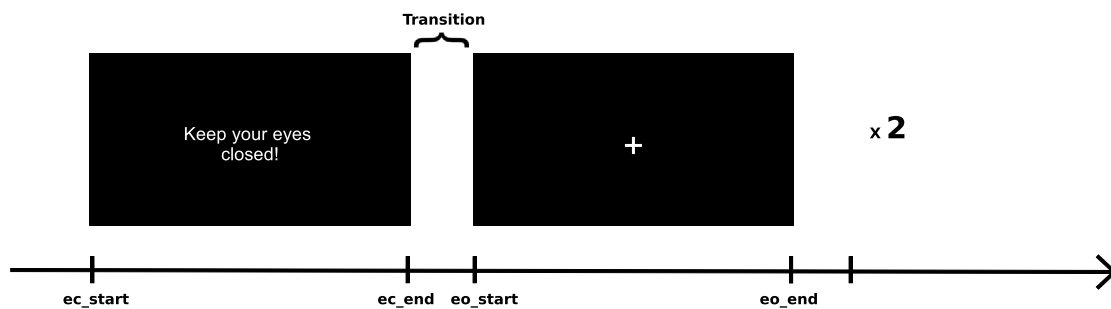 Transition
Keep your eyes
closed!
+
x 2
ec_start
ec_end
eo_start
eo_end